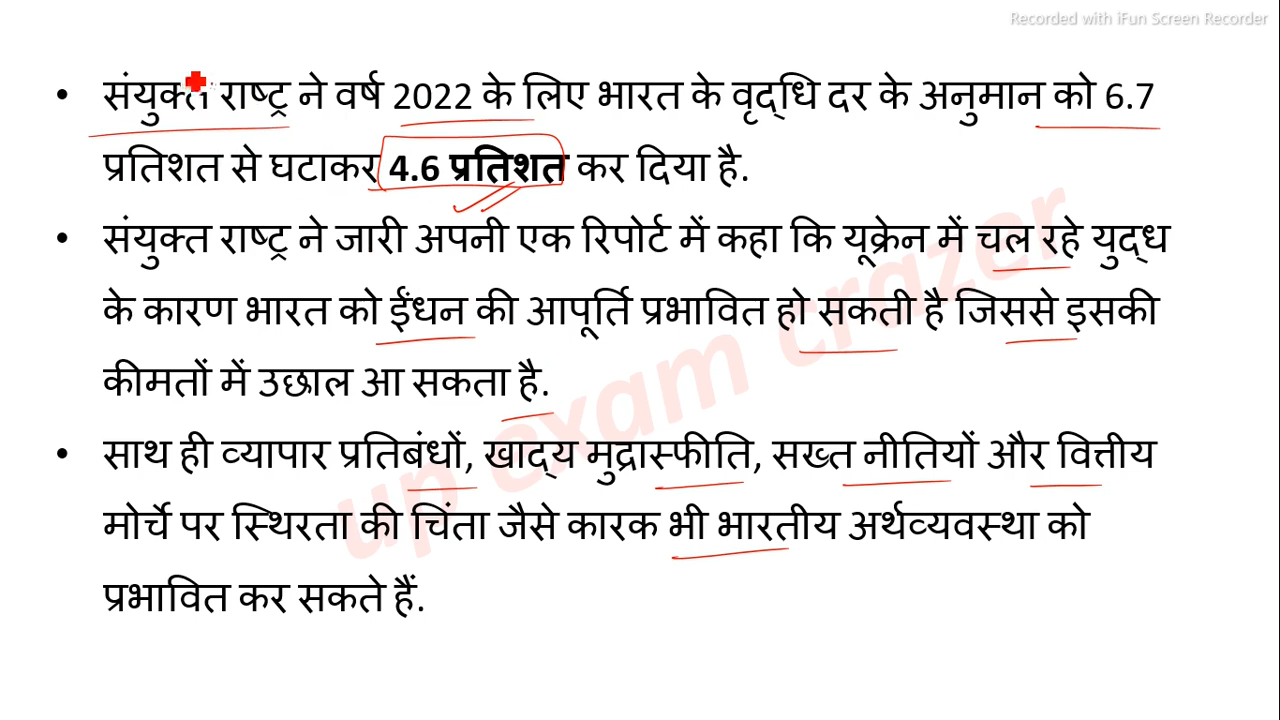 Recorded with iFun Screen Recorder
• संयुक्त राष्ट्र ने वर्ष 2022 के लिए भारत के वृद्धि दर के अनुमान को 6.7
प्रतिशत से घटाकर 4.6 प्रतिशत कर दिया है.
• संयुक्त राष्ट्र ने जारी अपनी एक रिपोर्ट में कहा कि यूक्रेन में चल रहे युद्ध
के कारण भारत को ईंधन की आपूर्ति प्रभावित हो सकती है जिससे इसकी
कीमतों में उछाल आ सकता है.
• साथ ही व्यापार प्रतिबंधों, खाद्य मुद्रास्फीति, सख्त नीतियों और वित्तीय
मोर्चे पर स्थिरता की चिंता जैसे कारक भी भारतीय अर्थव्यवस्था को
प्रभावित कर सकते हैं.
up exam crazer